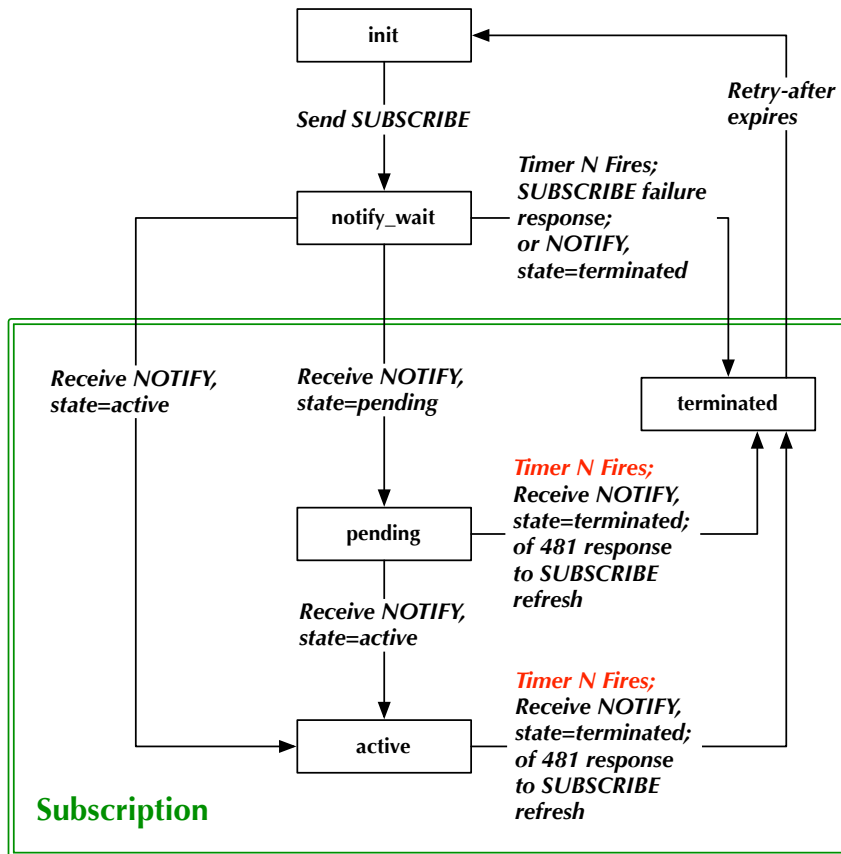 init
Retry-after
expires
Send SUBSCRIBE
Timer N Fires;
SUBSCRIBE failure
response;
or NOTIFY,
state=terminated
notify_wait
Receive NOTIFY,
state=active
Receive NOTIFY,
state=pending
terminated
Timer N Fires;
Receive NOTIFY,
state=terminated;
of 481 response
to SUBSCRIBE
refresh
pending
Receive NOTIFY,
state=active
Timer N Fires;
Receive NOTIFY,
state=terminated;
of 481 response
to SUBSCRIBE
refresh
active
Subscription